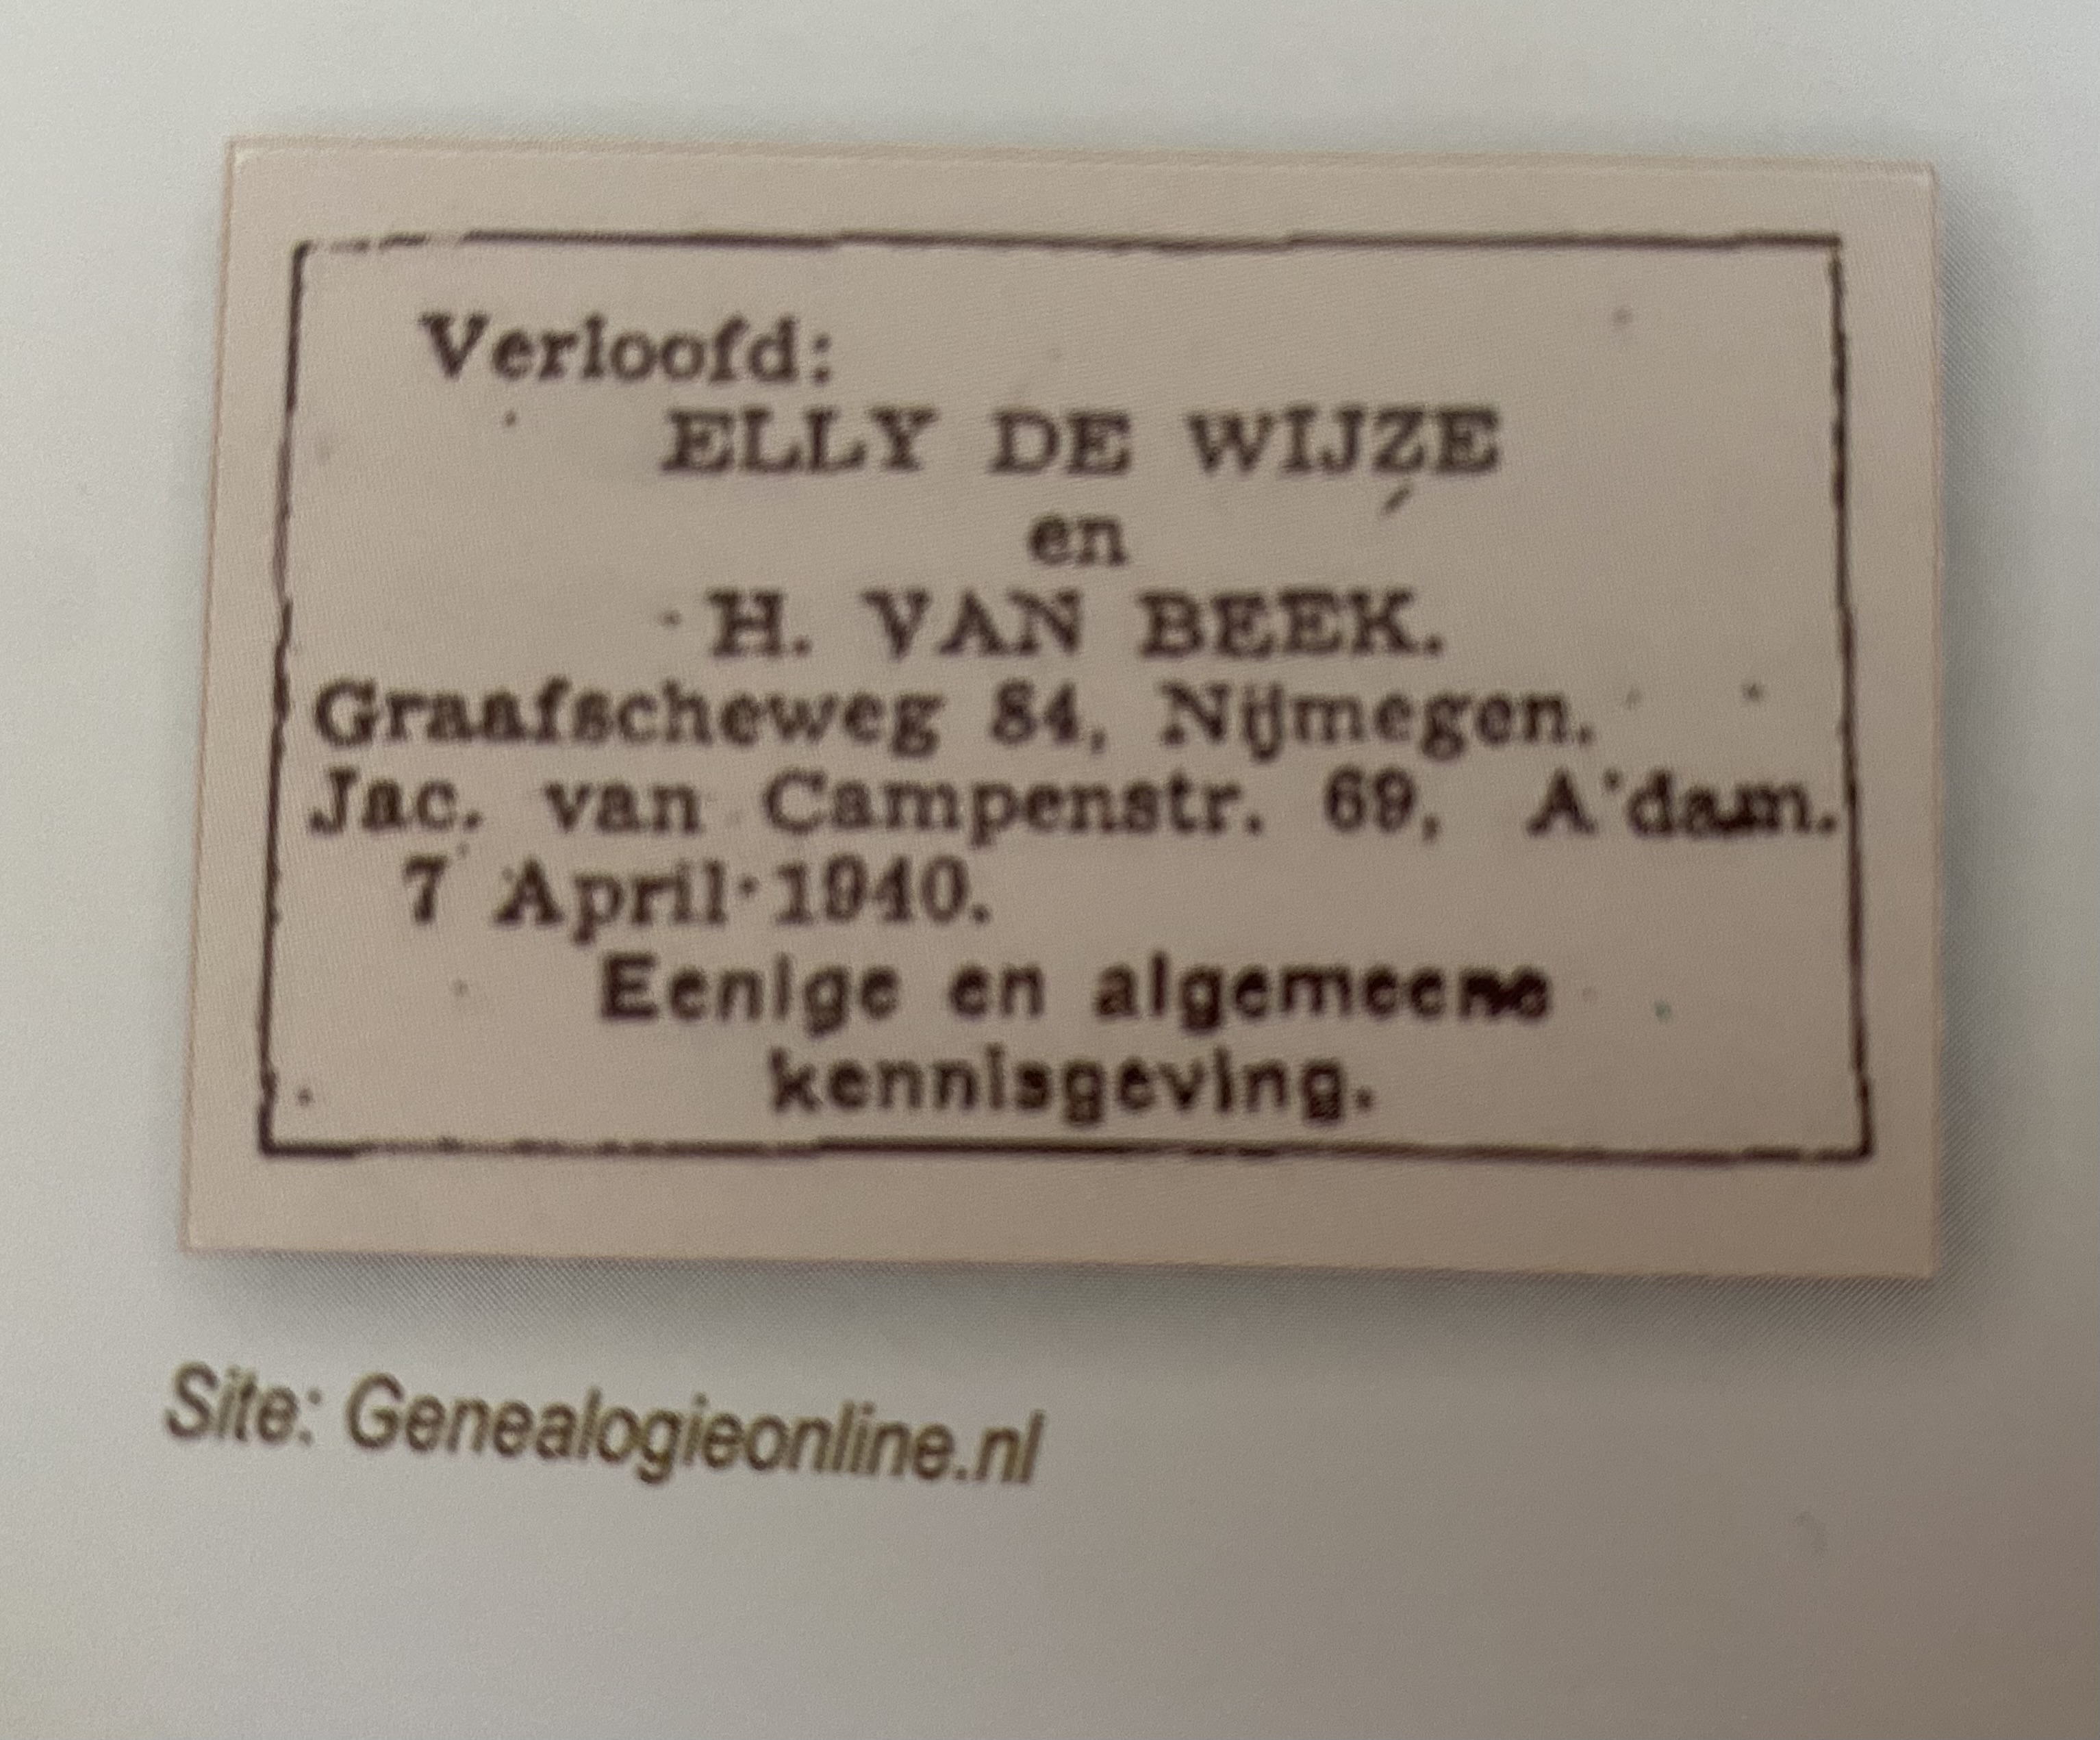 Verloofd:
ELLY DE WIJZE
en
H. VAN BEEK.
Graafscheweg 84, Nijmegen.
Jac. van Campenstr. 69, A'dam.
7 April 1940.
Eenige en algemeene
kennisgeving.
Site: Genealogieonline.nl